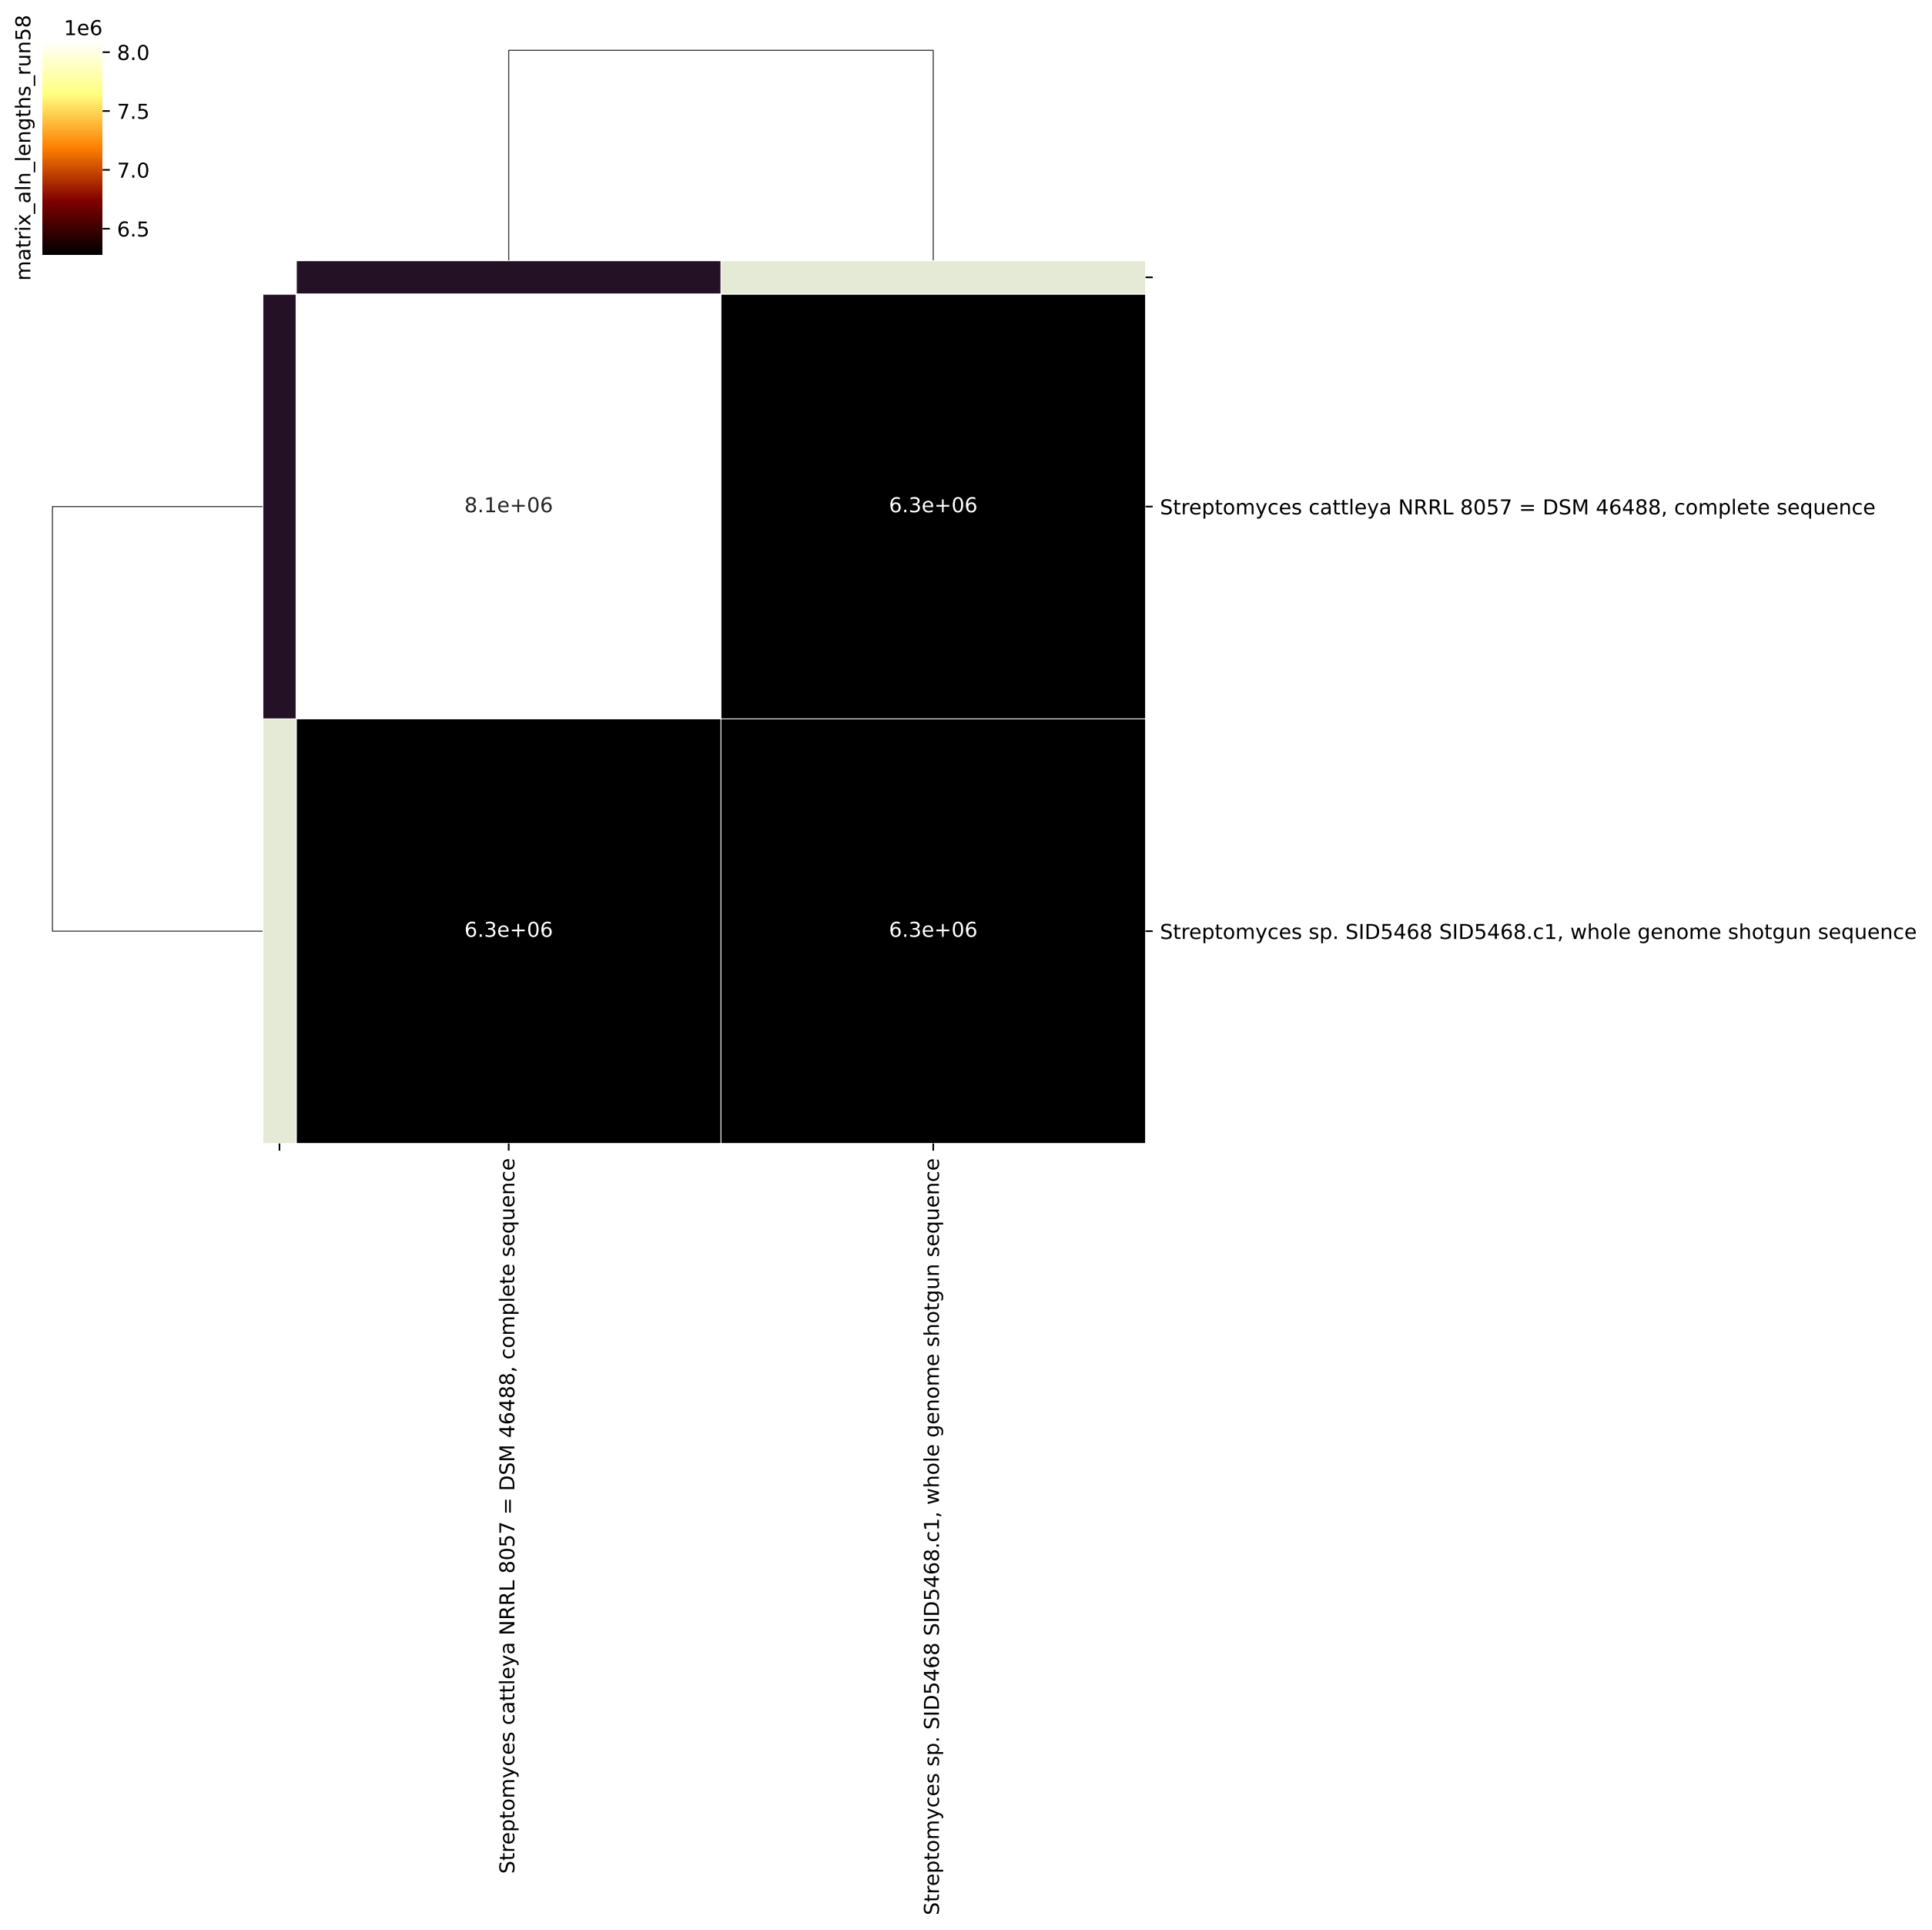 matrix_aln_lengths_run58
1e6
8.0
7.5
7.0
6.5
8.1e+06
6.3e+06
Streptomyces cattleya NRRL 8057 = DSM 46488, complete sequence
6.3e+06
6.3e+06
Streptomyces sp. SID5468 SID5468.c1, whole genome shotgun sequence
Streptomyces cattleya NRRL 8057 = DSM 46488, complete sequence
Streptomyces sp. SID5468 SID5468.c1, whole genome shotgun sequence